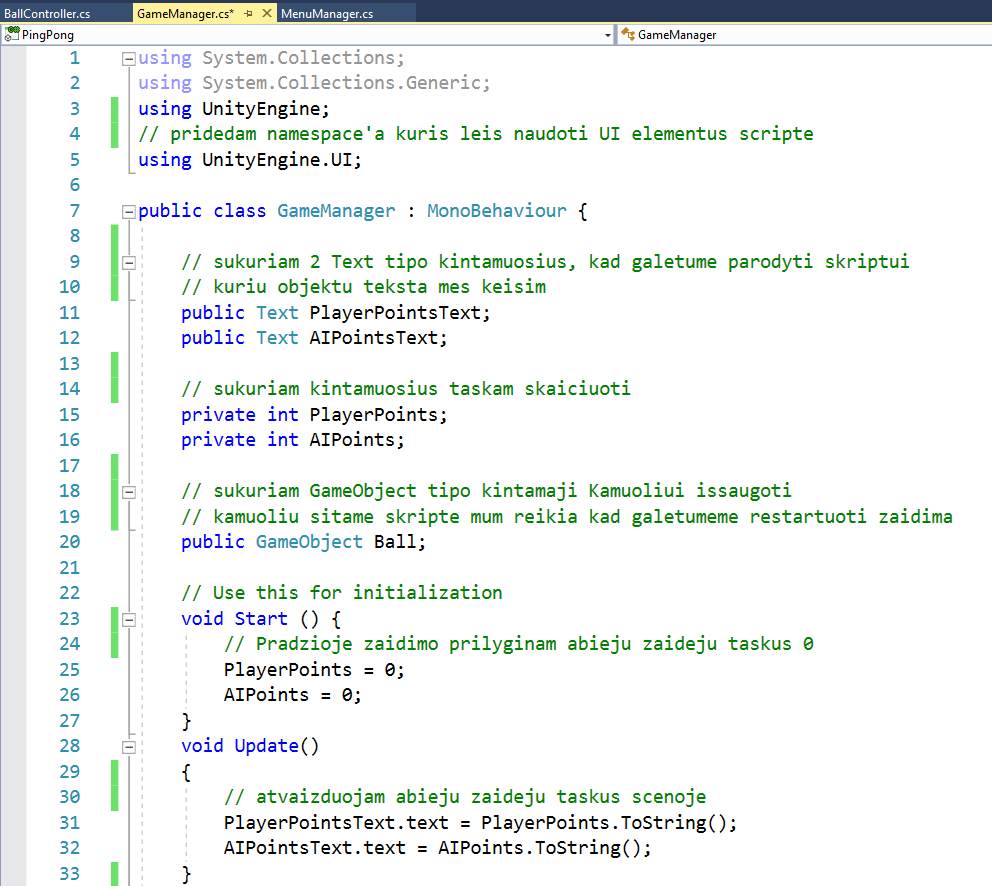 BallController.cs GameManager.cs* MenuManager.cs
PingPong GameManager
1 using System.Collections;
2 using System.Collections.Generic;
3 using UnityEngine;
4 // pridedam namespace'a kuris leis naudoti UI elementus scripte
5 using UnityEngine.UI;
6
7 public class GameManager : MonoBehaviour {
8
9 // sukuriam 2 Text tipo kintamuosius, kad galetume parodyti skriptui
10 // kuriu objektu teksta mes keisim
11 public Text PlayerPointsText;
12 public Text AIPointsText;
13
14 // sukuriam kintamuosius taskam skaiciuoti
15 private int PlayerPoints;
16 private int AIPoints;
17
18 // sukuriam GameObject tipo kintamaji Kamuoliui issaugoti
19 // kamuoliu sitame skripte mum reikia kad galetumeme restartuoti zaidima
20 public GameObject Ball;
21
22 // Use this for initialization
23 void Start () {
24 // Pradzioje zaidimo prilyginam abieju zaideju taskus 0
25 PlayerPoints = 0;
26 AIPoints = 0;
27 }
28 void Update()
29 {
30 // atvaizduojam abieju zaideju taskus scenoje
31 PlayerPointsText.text = PlayerPoints.ToString();
32 AIPointsText.text = AIPoints.ToString();
33 }